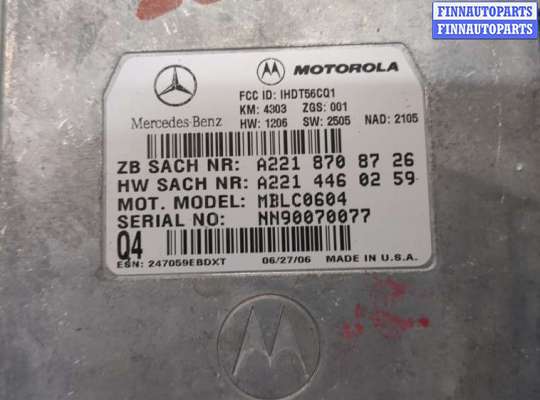 FINNAUTOPARTS
FINNAUTOPARTS
MOTOROLA
FCC ID: IHDT56CQ1
KM: 4303 ZGS: 001
Mercedes-Benz HW: 1206 SW: 2505 NAD: 2105
ZB SACH NR: A221 870 87 26
HW SACH NR: A221 446 02 59
MOT. MODEL: MBLC0604
SERIAL NO: NN90070077
Q4
ESN: 247059EBDXT 06/27/06 MADE IN U.S.A.